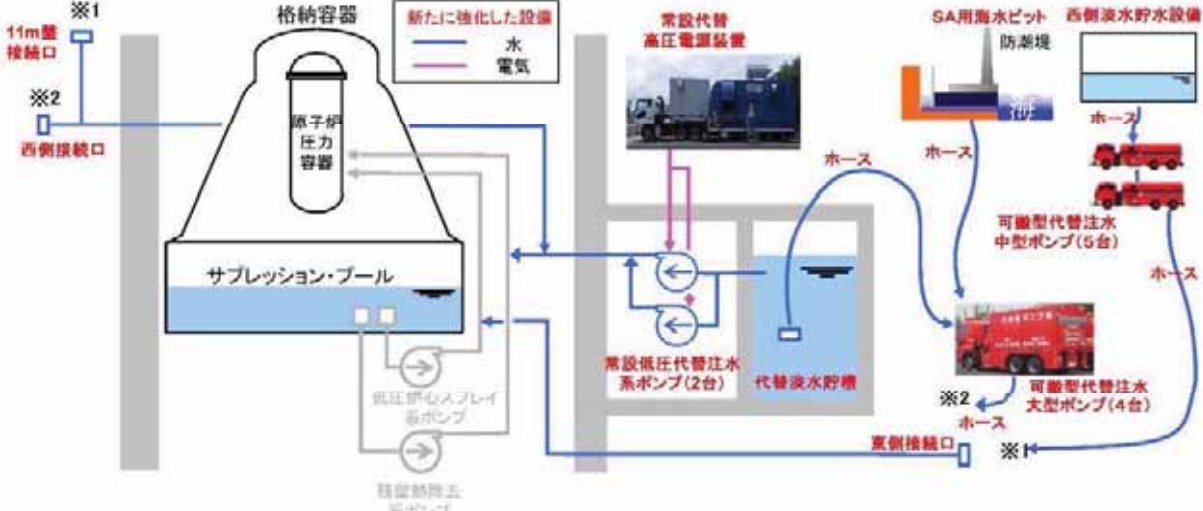 ※1
11m盤
接続口
※2
西側接続口
格納容器
原子炉
圧力
容器
サプレッション・プール
新たに強化した設備
水
電気
常設代替
高圧電源装置
SA用海水ピット
防潮堤
海
西側淡水貯水設備
ホース
ホース
ホース
可搬型代替注水
中型ポンプ(5台)
ホース
常設低圧代替注水
系ポンプ(2台)
代替淡水貯槽
可搬型代替注水
大型ポンプ(4台)
※2
ホース
東側接続口
※1
低圧炉心スプレイ
系ポンプ
残留熱除去
系ポンプ